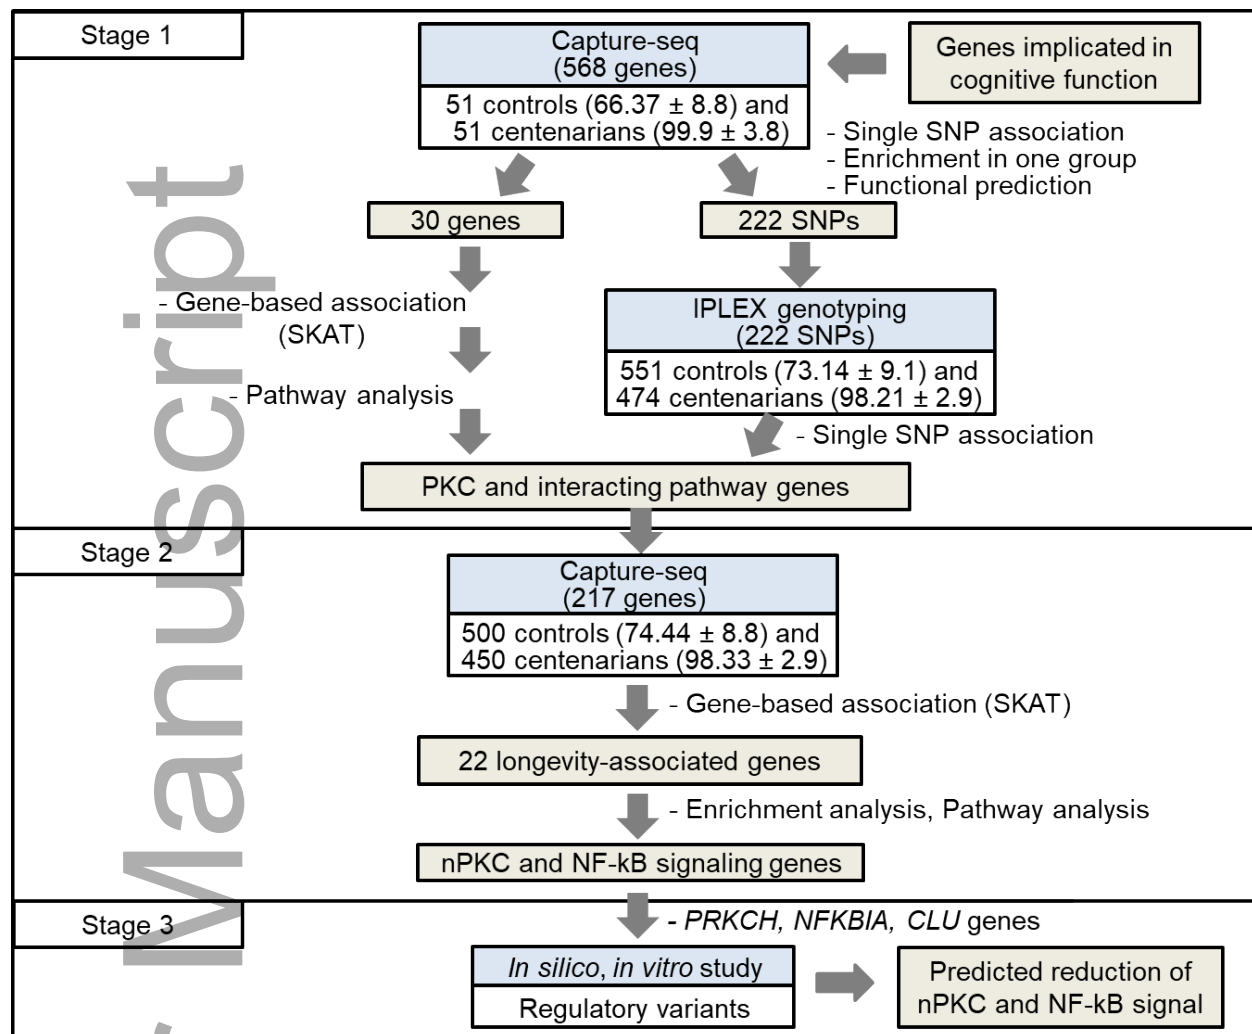 Stage 1
Capture-seq
(568 genes)
51 controls (66.37 ± 8.8) and
51 centenarians (99.9 ± 3.8)
Genes implicated in
cognitive function
- Single SNP association
- Enrichment in one group
- Functional prediction
30 genes
222 SNPs
- Gene-based association
(SKAT)
- Pathway analysis
IPLEX genotyping
(222 SNPs)
551 controls (73.14 ± 9.1) and
474 centenarians (98.21 ± 2.9)
- Single SNP association
PKC and interacting pathway genes
Stage 2
Capture-seq
(217 genes)
500 controls (74.44 ± 8.8) and
450 centenarians (98.33 ± 2.9)
- Gene-based association (SKAT)
22 longevity-associated genes
- Enrichment analysis, Pathway analysis
nPKC and NF-kB signaling genes
Stage 3
- PRKCH, NFKBIA, CLU genes
In silico, in vitro study
Regulatory variants
Predicted reduction of
nPKC and NF-kB signal
Manuscript